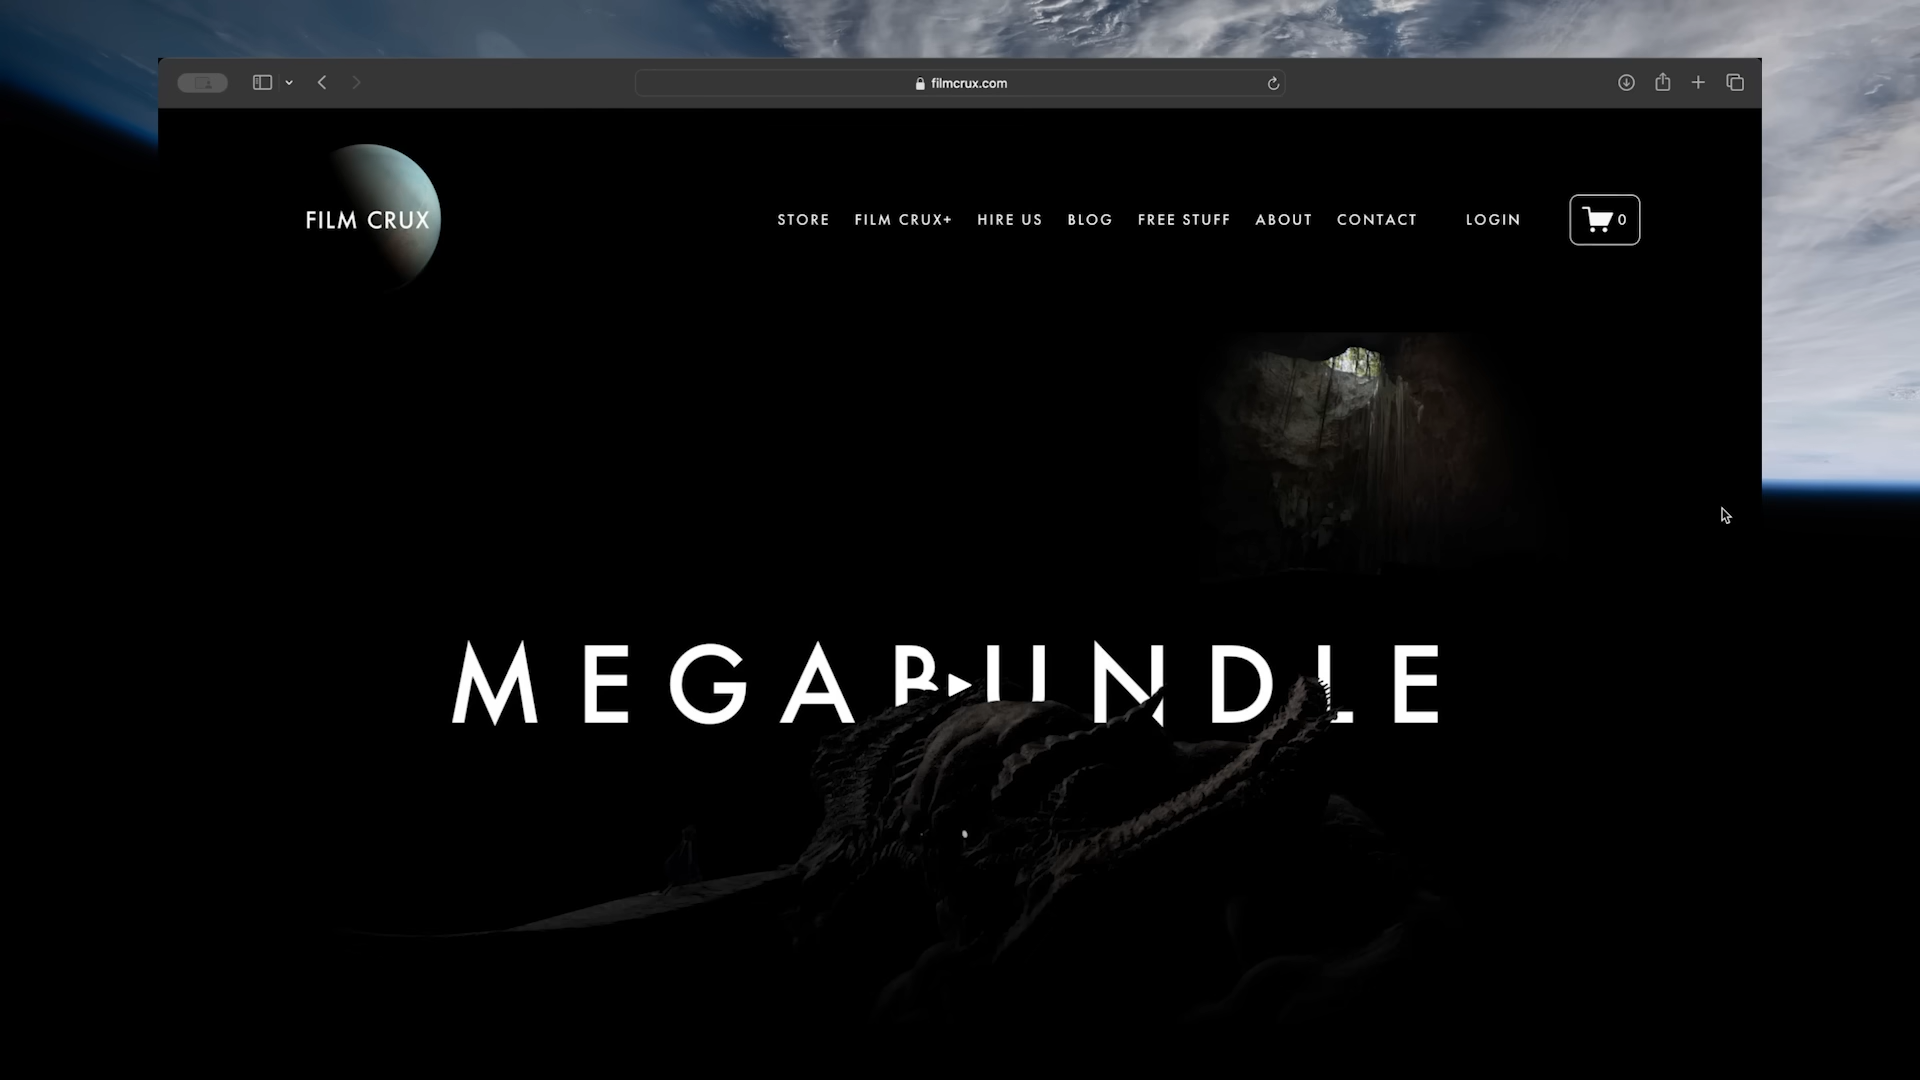 filmcrux.com
FILM CRUX
STORE FILM CRUX+ HIRE US BLOG FREE STUFF ABOUT CONTACT LOGIN 0
MEGABUNDLE